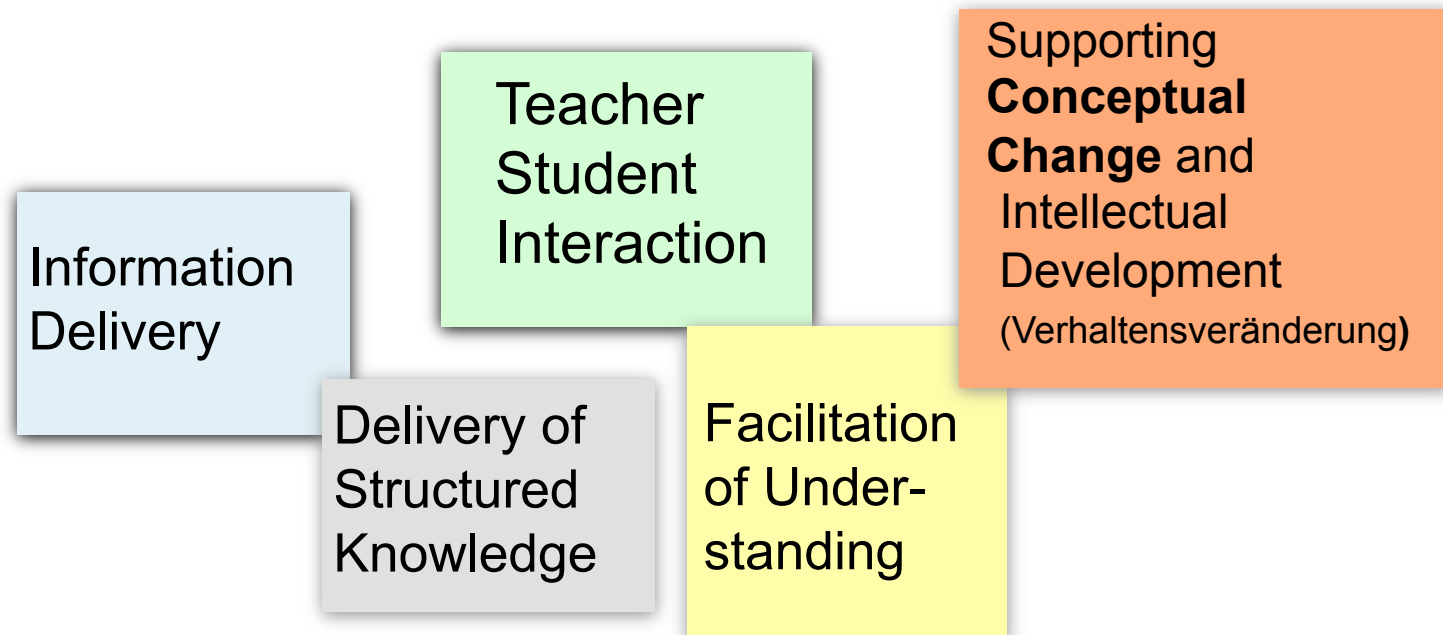 Information
Delivery
Delivery of
Structured
Knowledge
Teacher
Student
Interaction
Facilitation
of Under-
standing
Supporting
Conceptual
Change and
Intellectual
Development
(Verhaltensveränderung)